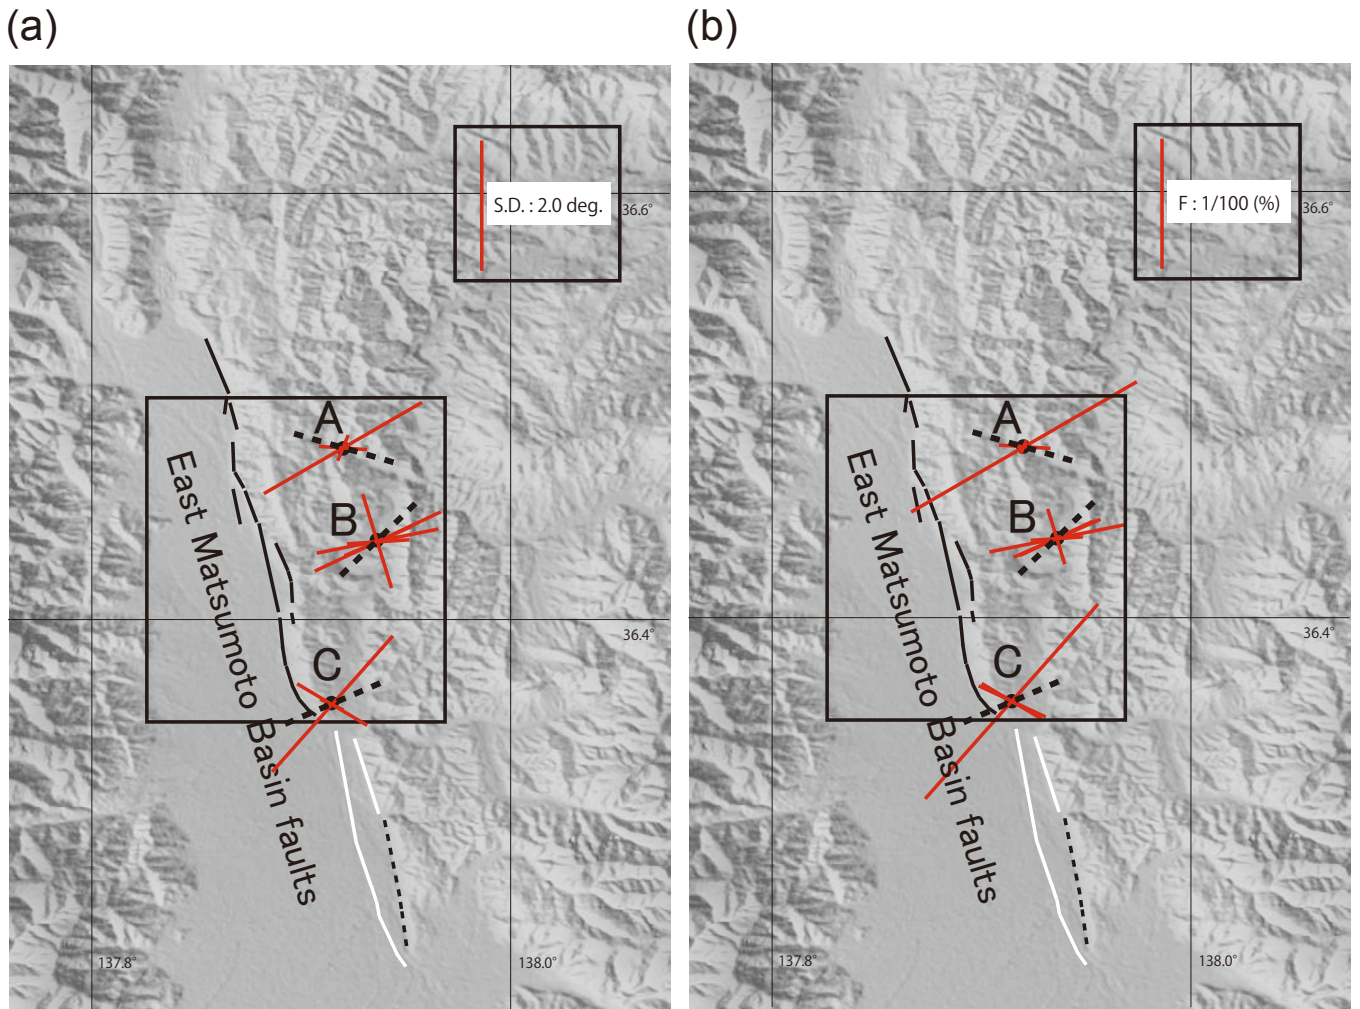 (a)
(b)
S.D. : 2.0 deg.
36.6°
A
B
C
East Matsumoto Basin faults
36.4°
137.8°
138.0°
F : 1/100 (%)
36.6°
A
B
C
East Matsumoto Basin faults
36.4°
137.8°
138.0°